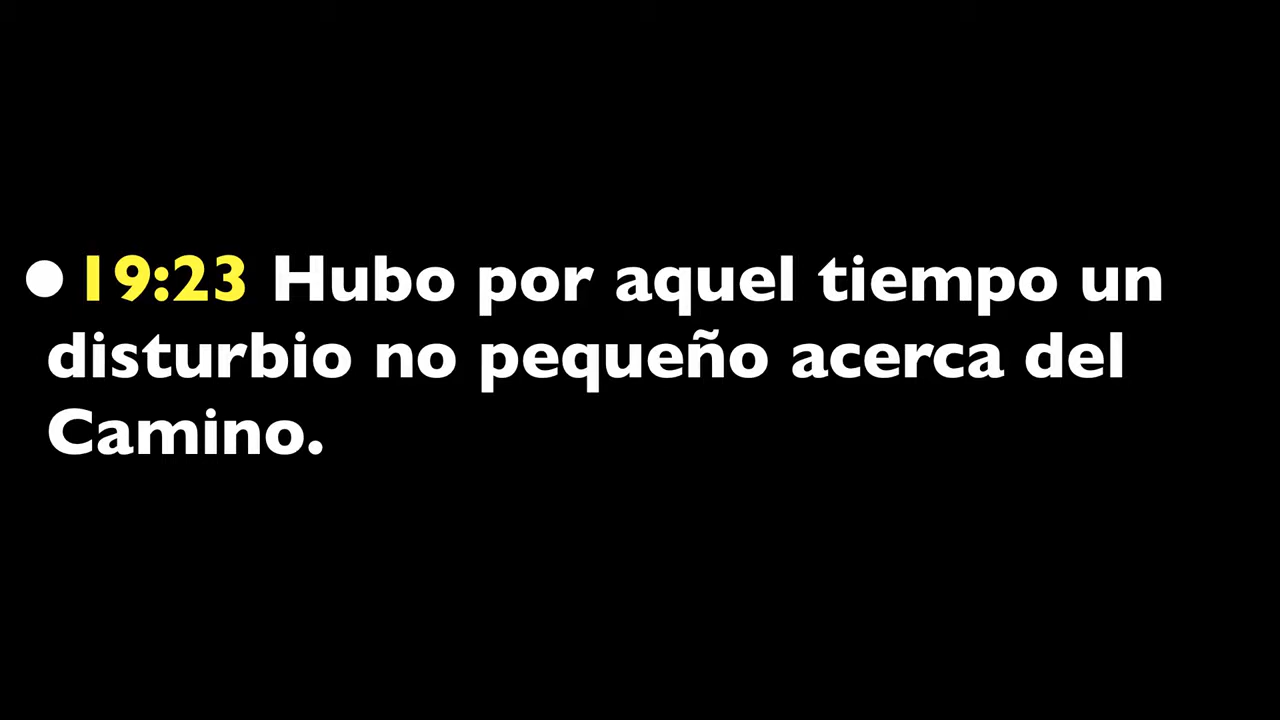 ● 19:23 Hubo por aquel tiempo un
disturbio no pequeño acerca del
Camino.